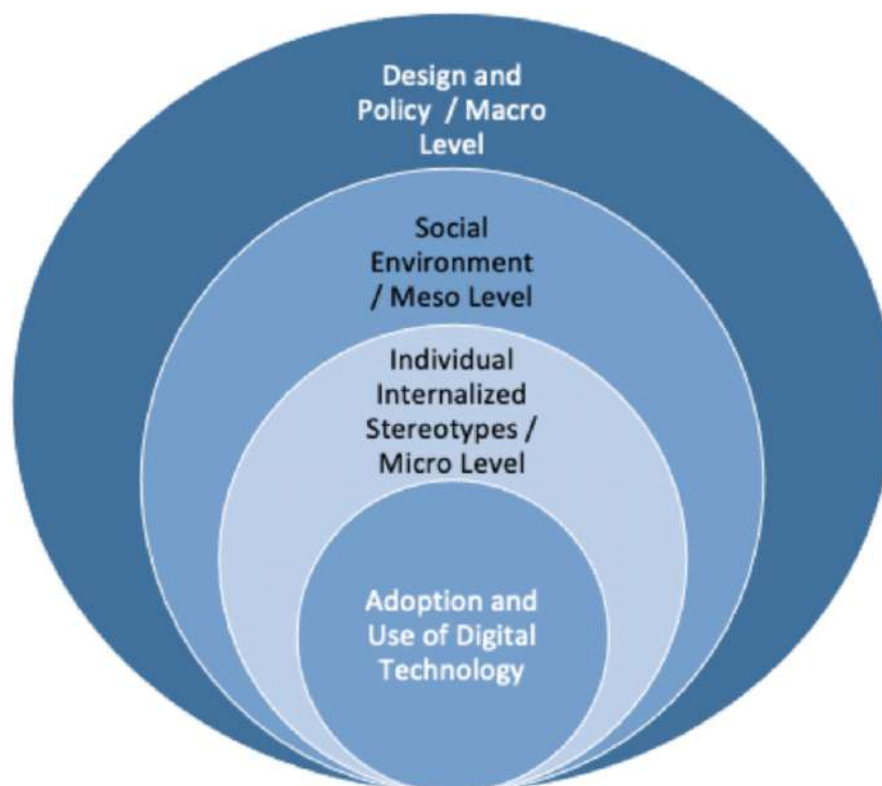 Design and
Policy / Macro
Level
Social
Environment
/ Meso Level
Individual
Internalized
Stereotypes /
Micro Level
Adoption and
Use of Digital
Technology